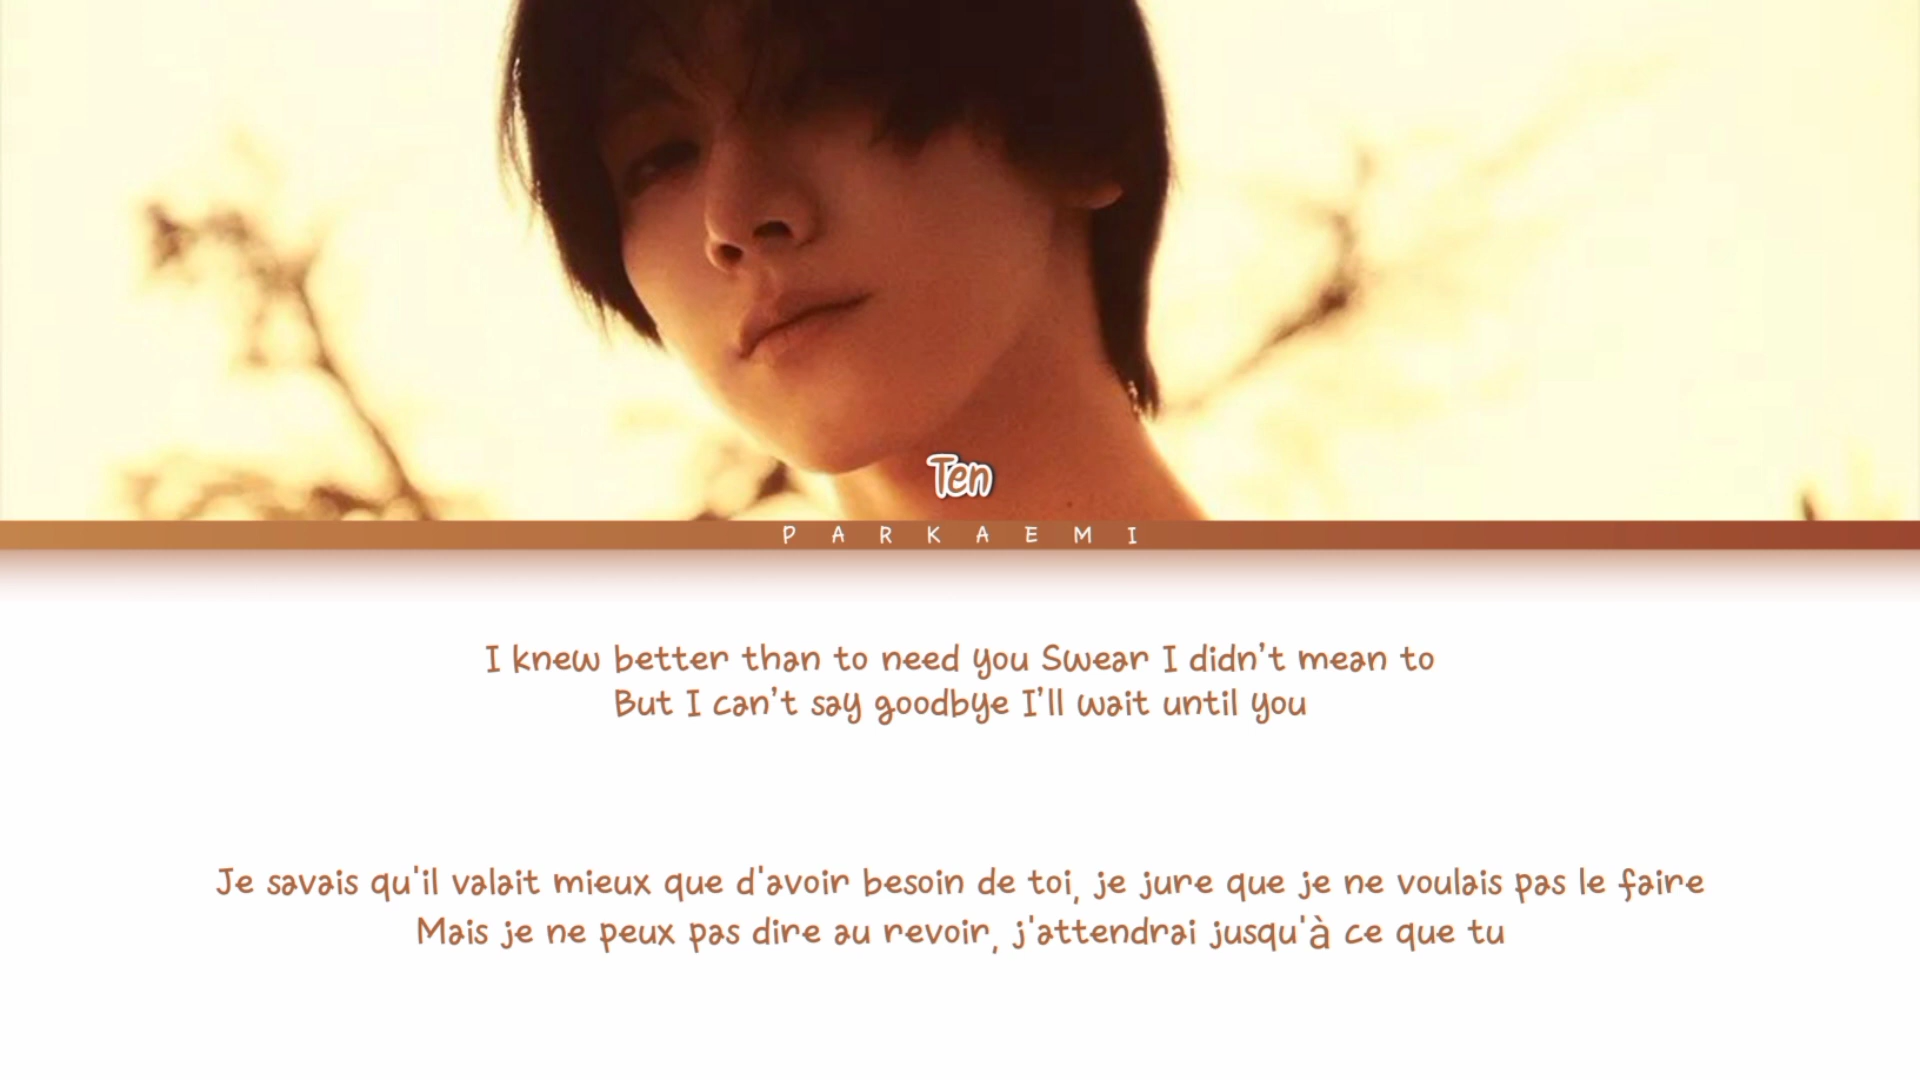 Ten
PARKAEMI
I knew better than to need you Swear I didn't mean to
But I can't say goodbye I'll wait until you
Je savais qu'il valait mieux que d'avoir besoin de toi, je jure que je ne voulais pas le faire
Mais je ne peux pas dire au revoir, j'attendrai jusqu'à ce que tu